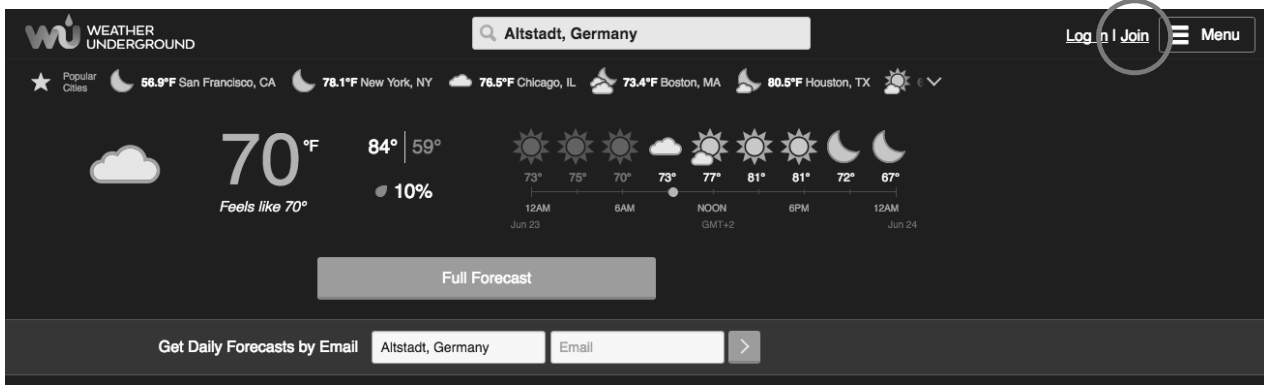 WEATHER
UNDERGROUND
Altstadt, Germany
Log in | Join
Menu
Popular
Cities
56.9°F San Francisco, CA
78.1°F New York, NY
76.5°F Chicago, IL
73.4°F Boston, MA
80.5°F Houston, TX
70°F
Feels like 70°
84° | 59°
10%
73° 75° 70° 73° 77° 81° 81° 72° 67°
12AM 6AM NOON 6PM 12AM
Jun 23 GMT+2 Jun 24
Full Forecast
Get Daily Forecasts by Email Altstadt, Germany Email